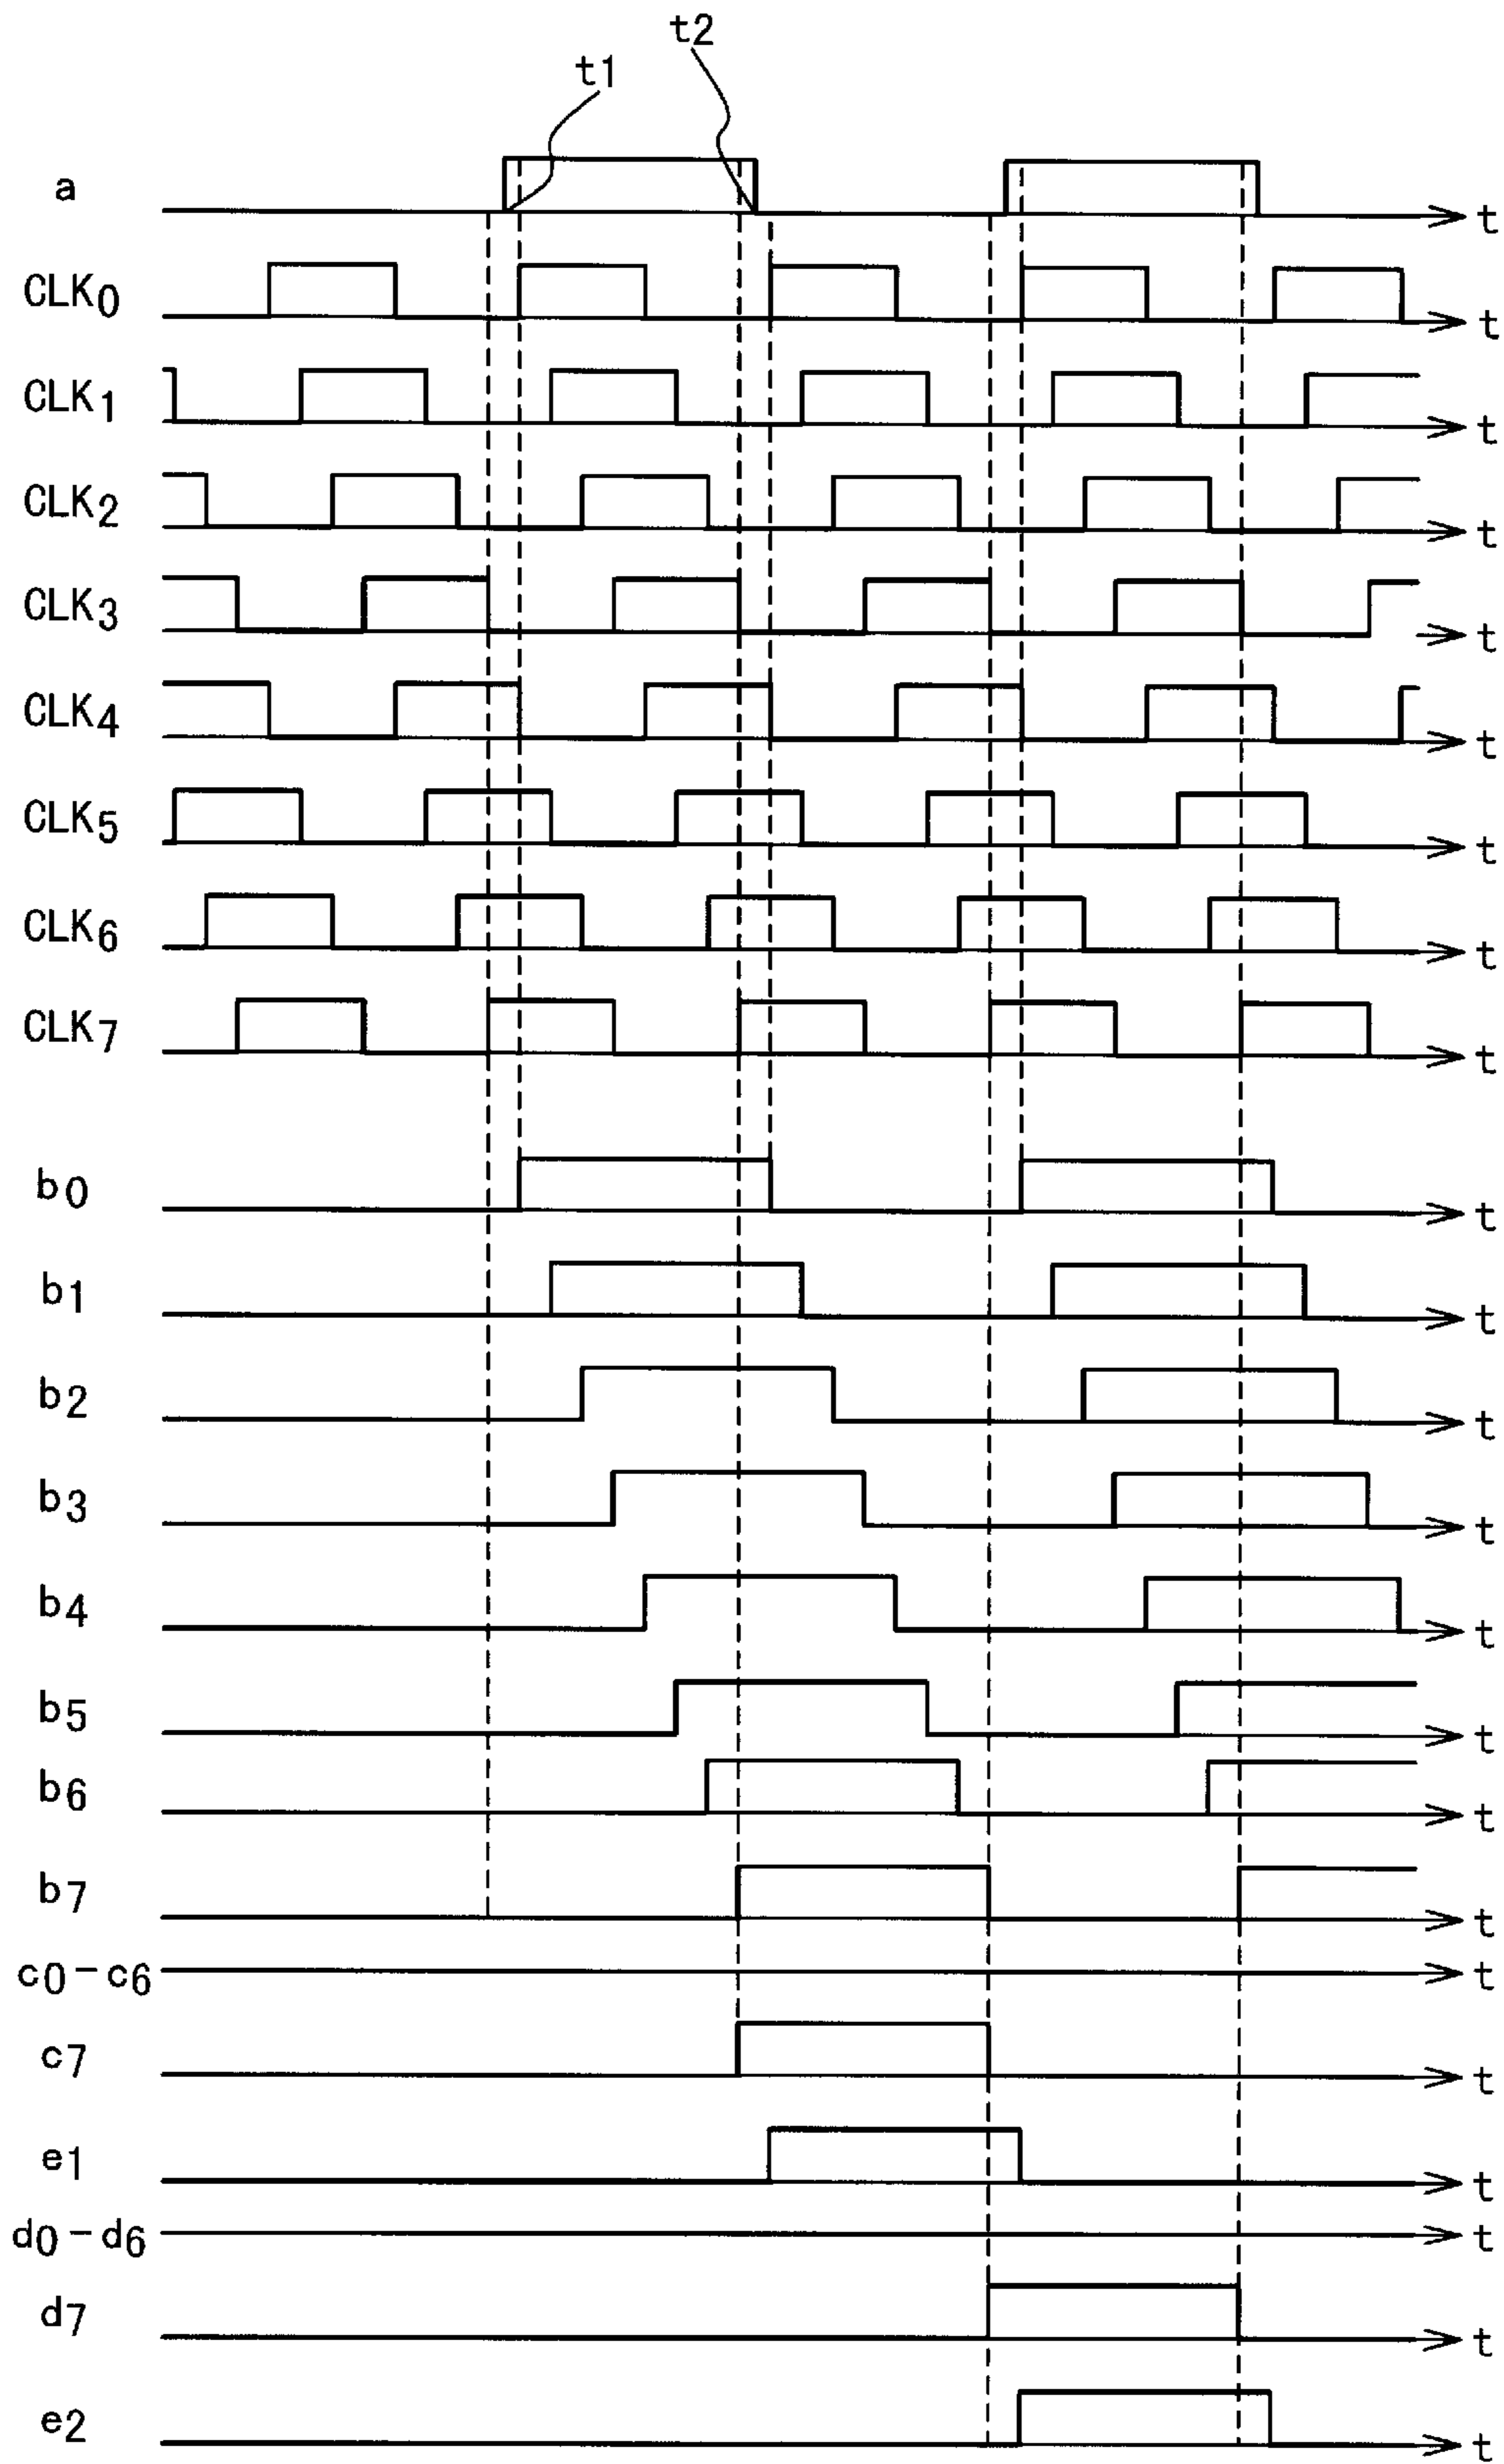 t2
t1
a t
CLK0 t
CLK1 t
CLK2 t
CLK3 t
CLK4 t
CLK5 t
CLK6 t
CLK7 t
b0 t
b1 t
b2 t
b3 t
b4 t
b5 t
b6 t
b7 t
c0-c6 t
c7 t
e1 t
d0-d6 t
d7 t
e2 t